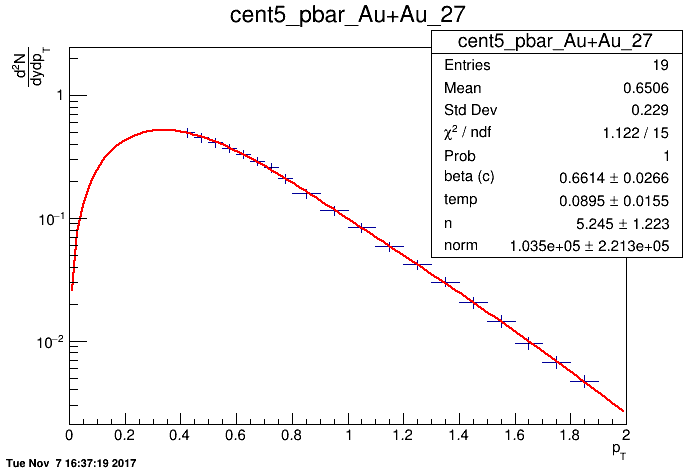 cent5_pbar_Au+Au_27
cent5_pbar_Au+Au_27
Entries 19
Mean 0.6506
Std Dev 0.229
χ² / ndf 1.122 / 15
Prob 1
beta (c) 0.6614 ± 0.0266
temp 0.0895 ± 0.0155
n 5.245 ± 1.223
norm 1.035e+05 ± 2.213e+05
d²N
dydp_T
1
10⁻¹
10⁻²
0 0.2 0.4 0.6 0.8 1 1.2 1.4 1.6 1.8 2
p_T
Tue Nov 7 16:37:19 2017